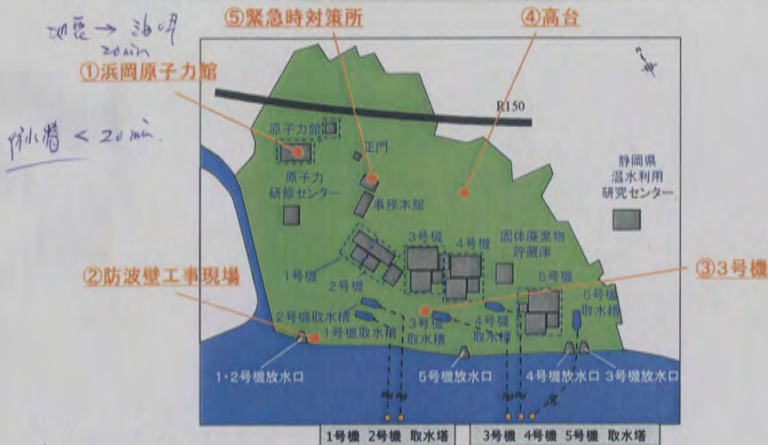 地震 → 海嘯
20 min
防水牆 < 20 min.
⑤緊急時対策所
④高台
①浜岡原子力館
R150
原子力館
正門
原子力
研修センター
事務本館
静岡県
温水利用
研究センター
3号機
4号機
固体廃棄物
貯蔵庫
1号機
2号機
5号機
③3号機
②防波壁工事現場
2号機取水槽
1号機取水槽
3号機
取水槽
4号機
取水槽
5号機
取水槽
1・2号機放水口
5号機放水口
4号機放水口
3号機放水口
1号機 2号機 取水塔
3号機 4号機 5号機 取水塔